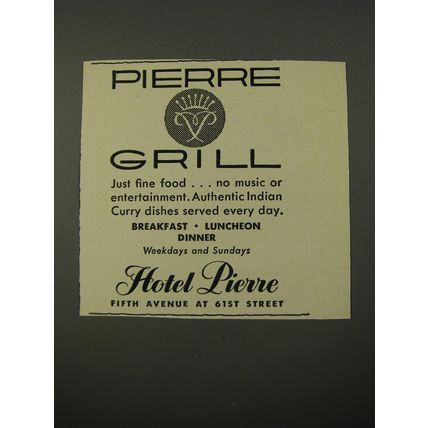 PIERRE
GRILL
Just fine food . . . no music or
entertainment. Authentic Indian
Curry dishes served every day.
BREAKFAST • LUNCHEON
DINNER
Weekdays and Sundays
Hotel Pierre
FIFTH AVENUE AT 61ST STREET